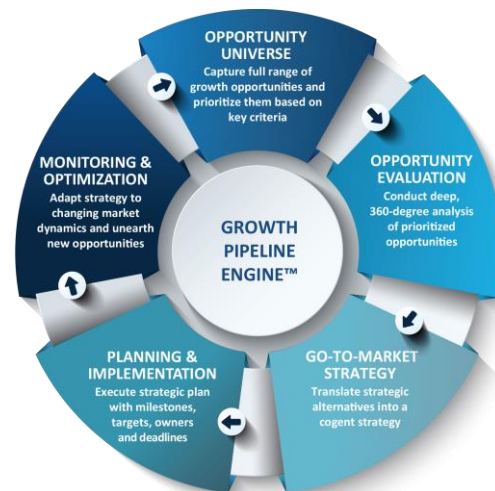 OPPORTUNITY
UNIVERSE
Capture full range of
growth opportunities and
prioritize them based on
key criteria
OPPORTUNITY
EVALUATION
Conduct deep,
360-degree analysis
of prioritized
opportunities
GO-TO-MARKET
STRATEGY
Translate strategic
alternatives into a
cogent strategy
PLANNING &
IMPLEMENTATION
Execute strategic plan
with milestones,
targets, owners
and deadlines
MONITORING &
OPTIMIZATION
Adapt strategy to
changing market
dynamics and unearth
new opportunities
GROWTH
PIPELINE
ENGINE™